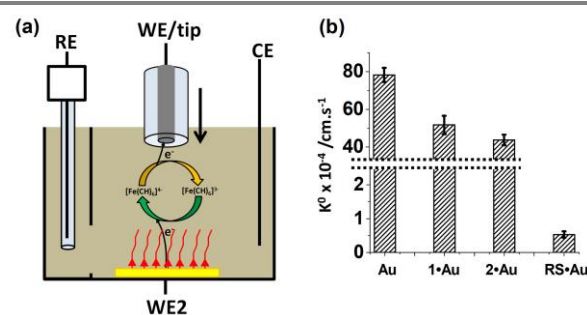 (a)
RE
WE/tip
CE
e⁻
[Fe(CH)₆]⁴⁻
[Fe(CH)₆]³⁻
e⁻
WE2
(b)
K⁰ x 10⁻⁴ /cm.s⁻¹
80
60
40
2
1
0
Au
1•Au
2•Au
RS•Au